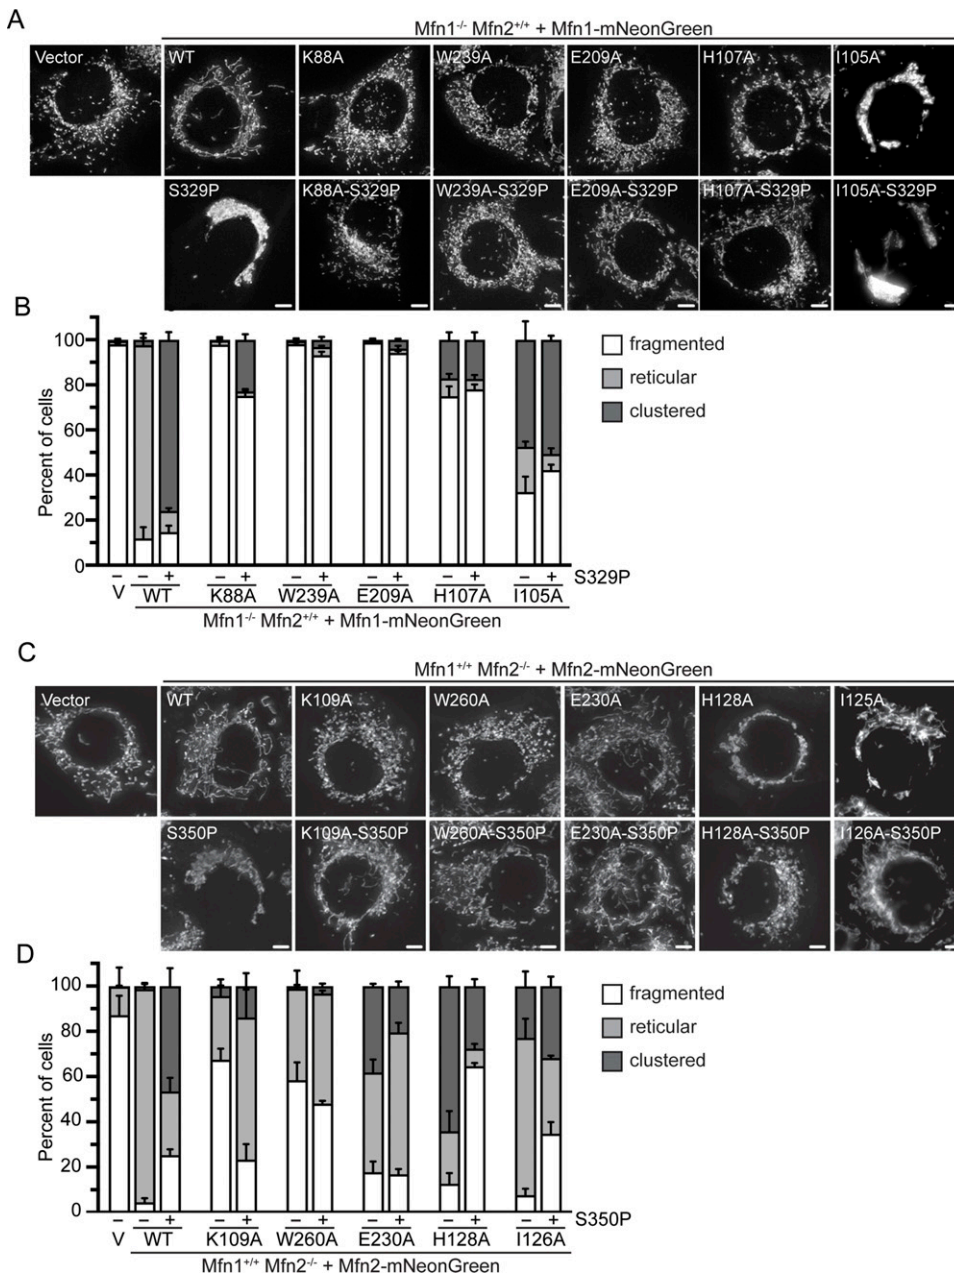 A
Mfn1-/- Mfn2+/+ + Mfn1-mNeonGreen
Vector WT K88A W239A E209A H107A I105A
S329P K88A-S329P W239A-S329P E209A-S329P H107A-S329P I105A-S329P
B
Percent of cells
100
80
60
40
20
0
fragmented
reticular
clustered
– – + – + – + – + – + – + S329P
V WT K88A W239A E209A H107A I105A
Mfn1-/- Mfn2+/+ + Mfn1-mNeonGreen
C
Mfn1+/+ Mfn2-/- + Mfn2-mNeonGreen
Vector WT K109A W260A E230A H128A I125A
S350P K109A-S350P W260A-S350P E230A-S350P H128A-S350P I126A-S350P
D
Percent of cells
100
80
60
40
20
0
fragmented
reticular
clustered
– – + – + – + – + – + – + S350P
V WT K109A W260A E230A H128A I126A
Mfn1+/+ Mfn2-/- + Mfn2-mNeonGreen